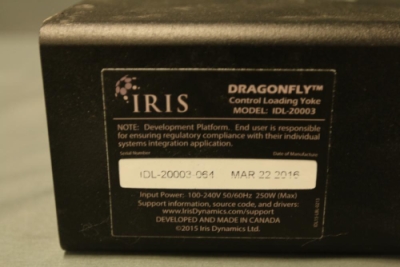 IRIS
DRAGONFLY™
Control Loading Yoke
MODEL: IDL-20003
NOTE: Development Platform. End user is responsible
for ensuring regulatory compliance with their individual
systems integration application.
Serial Number Date of Manufacture
IDL-20003-064 MAR 22 2016
Input Power: 100-240V 50/60Hz 250W (Max)
Support information, source code, and drivers:
www.IrisDynamics.com/support
DEVELOPED AND MADE IN CANADA
©2015 Iris Dynamics Ltd.